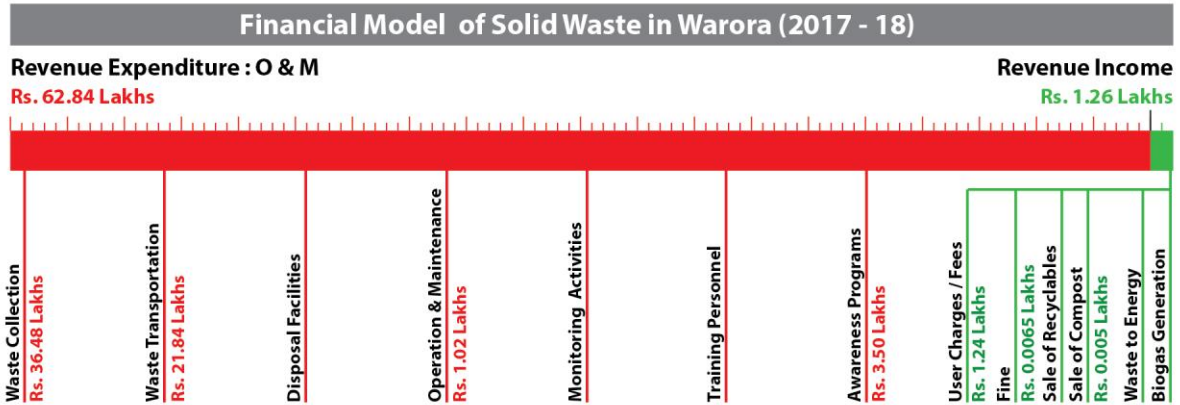 Financial Model of Solid Waste in Warora (2017 - 18)
Revenue Expenditure : O & M
Rs. 62.84 Lakhs
Revenue Income
Rs. 1.26 Lakhs
Waste Collection
Rs. 36.48 Lakhs
Waste Transportation
Rs. 21.84 Lakhs
Disposal Facilities
Operation & Maintenance
Rs. 1.02 Lakhs
Monitoring Activities
Training Personnel
Awareness Programs
Rs. 3.50 Lakhs
User Charges / Fees
Rs. 1.24 Lakhs
Fine
Rs. 0.0065 Lakhs
Sale of Recyclables
Sale of Compost
Rs. 0.005 Lakhs
Waste to Energy
Biogas Generation